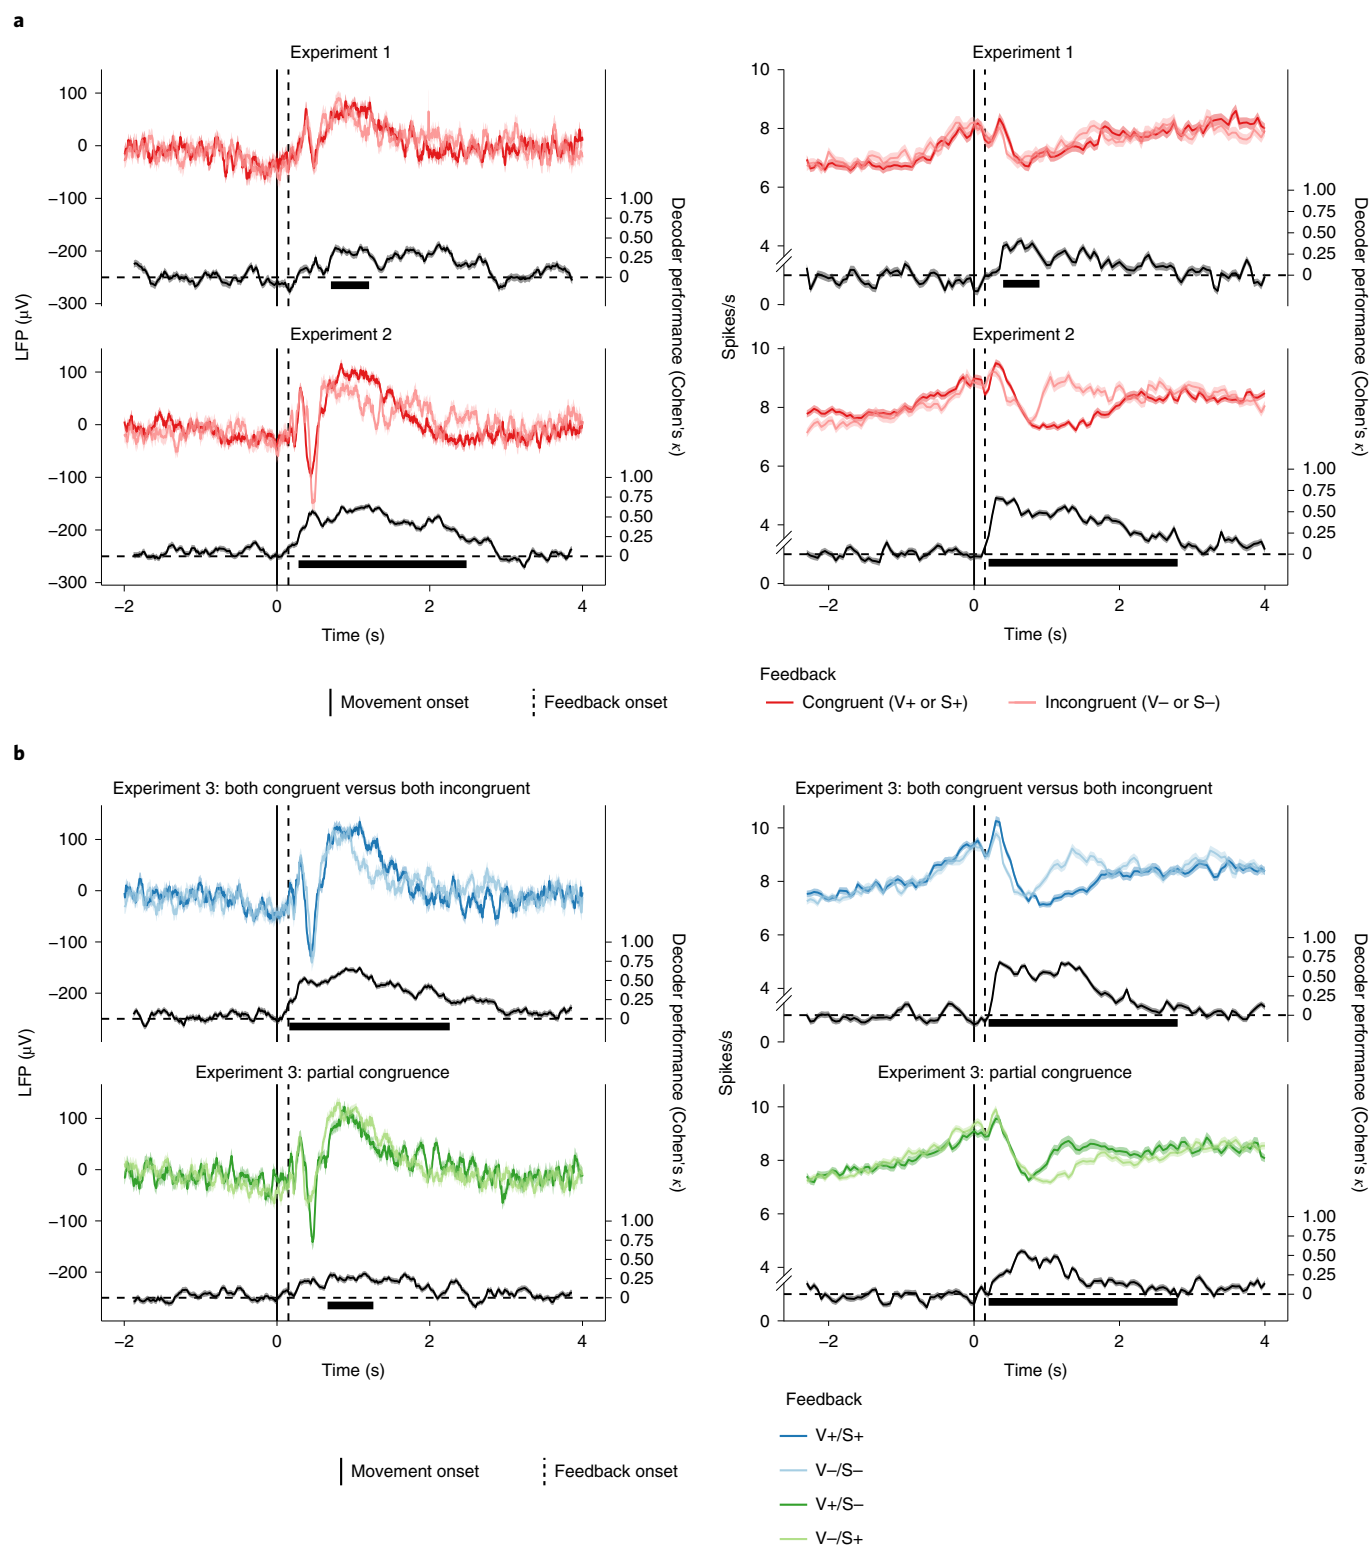 a
Experiment 1
Experiment 1
100
0
−100
−200
−300
1.00
0.75
0.50
0.25
0
10
8
6
4
0
1.00
0.75
0.50
0.25
0
LFP (μV)
Decoder performance (Cohen's κ)
Spikes/s
Decoder performance (Cohen's κ)
Experiment 2
Experiment 2
100
0
−100
−200
−300
1.00
0.75
0.50
0.25
0
10
8
6
4
0
1.00
0.75
0.50
0.25
0
−2
0
2
4
−2
0
2
4
Time (s)
Time (s)
Feedback
Movement onset
Feedback onset
Congruent (V+ or S+)
Incongruent (V− or S−)
b
Experiment 3: both congruent versus both incongruent
Experiment 3: both congruent versus both incongruent
100
0
−100
−200
1.00
0.75
0.50
0.25
0
10
8
6
4
0
1.00
0.75
0.50
0.25
0
LFP (μV)
Decoder performance (Cohen's κ)
Spikes/s
Decoder performance (Cohen's κ)
Experiment 3: partial congruence
Experiment 3: partial congruence
100
0
−100
−200
1.00
0.75
0.50
0.25
0
10
8
6
4
0
1.00
0.75
0.50
0.25
0
−2
0
2
4
−2
0
2
4
Time (s)
Time (s)
Feedback
V+/S+
V−/S−
V+/S−
V−/S+
Movement onset
Feedback onset